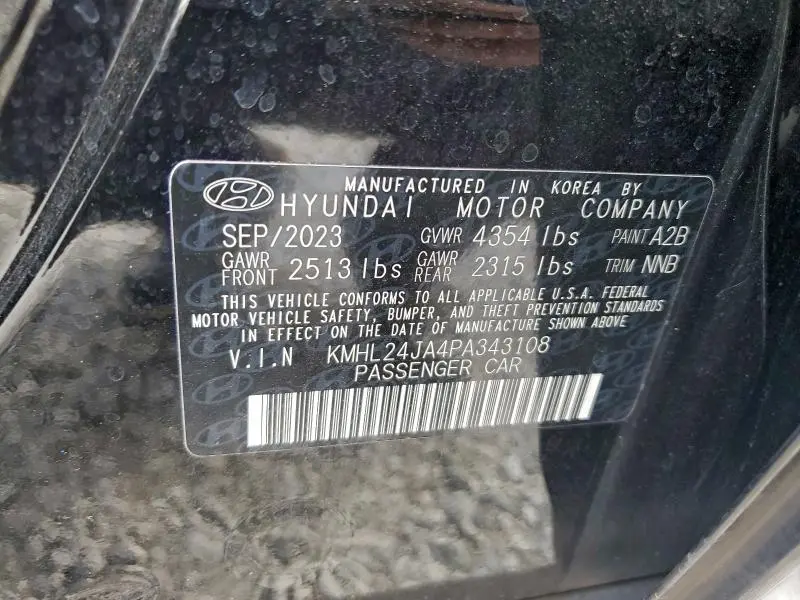 MANUFACTURED IN KOREA BY
HYUNDAI MOTOR COMPANY
SEP/2023 GVWR 4354 lbs PAINT A2B
GAWR FRONT 2513 lbs GAWR REAR 2315 lbs TRIM NNB
THIS VEHICLE CONFORMS TO ALL APPLICABLE U.S.A. FEDERAL
MOTOR VEHICLE SAFETY, BUMPER, AND THEFT PREVENTION STANDARDS
IN EFFECT ON THE DATE OF MANUFACTURE SHOWN ABOVE
V.I.N KMHL24JA4PA343108
PASSENGER CAR